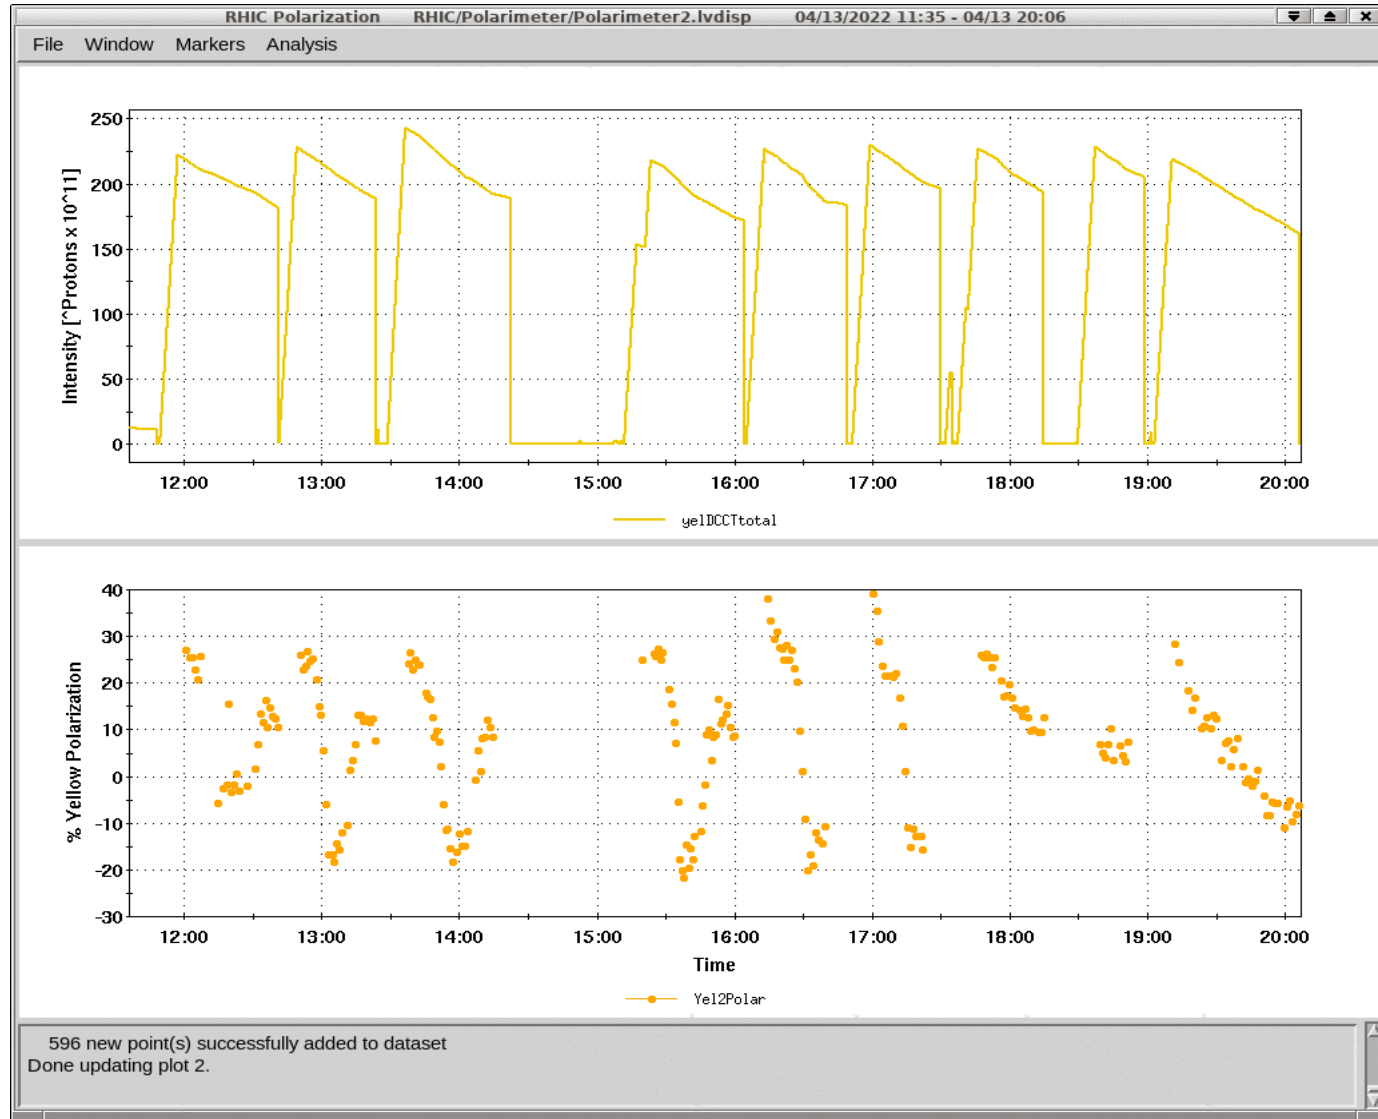 RHIC Polarization RHIC/Polarimeter/Polarimeter2.lvdisp 04/13/2022 11:35 - 04/13 20:06
File Window Markers Analysis
Intensity [^Protons x 10^11]
250
200
150
100
50
0
12:00 13:00 14:00 15:00 16:00 17:00 18:00 19:00 20:00
yelDCCTtotal
% Yellow Polarization
40
30
20
10
0
-10
-20
-30
12:00 13:00 14:00 15:00 16:00 17:00 18:00 19:00 20:00
Time
Yel2Polar
596 new point(s) successfully added to dataset
Done updating plot 2.